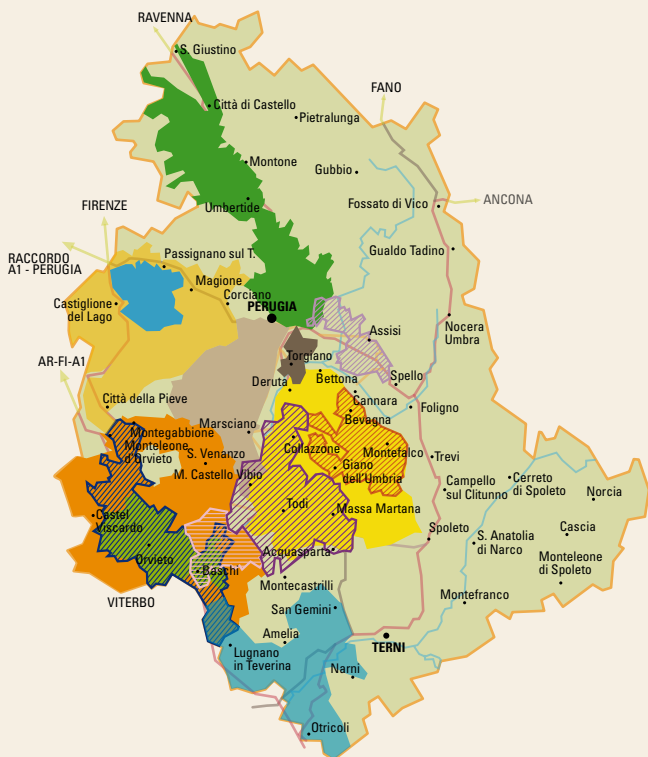 RAVENNA
S. Giustino
Città di Castello
Pietralunga
FANO
Montone
Gubbio
Umbertide
Fossato di Vico
ANCONA
FIRENZE
Gualdo Tadino
Passignano sul T.
RACCORDO
A1 - PERUGIA
Magione
Corciano
Castiglione
del Lago
PERUGIA
Assisi
Nocera
Umbra
Torgiano
AR-FI-A1
Deruta
Bettona
Spello
Città della Pieve
Cannara
Foligno
Marsciano
Bevagna
Montegabbione
Monteleone
d'Orvieto
Collazzone
Montefalco
S. Venanzo
Trevi
M. Castello Vibio
Giano
dell'Umbria
Campello
sul Clitunno
Cerreto
di Spoleto
Norcia
Castel
Viscardo
Todi
Massa Martana
Spoleto
S. Anatolia
di Narco
Cascia
Orvieto
Acquasparta
Monteleone
di Spoleto
Baschi
Montecastrilli
VITERBO
San Gemini
Montefranco
Amelia
TERNI
Lugnano
in Teverina
Narni
Otricoli